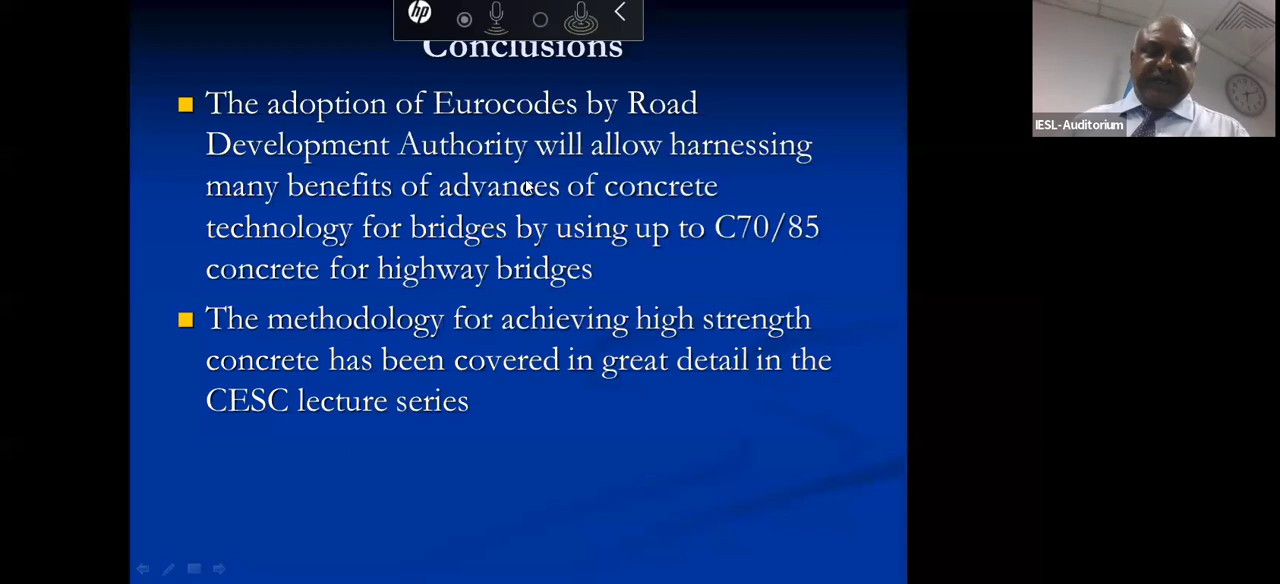 hp
Conclusions
The adoption of Eurocodes by Road
Development Authority will allow harnessing
many benefits of advances of concrete
technology for bridges by using up to C70/85
concrete for highway bridges
The methodology for achieving high strength
concrete has been covered in great detail in the
CESC lecture series
IESL-Auditorium